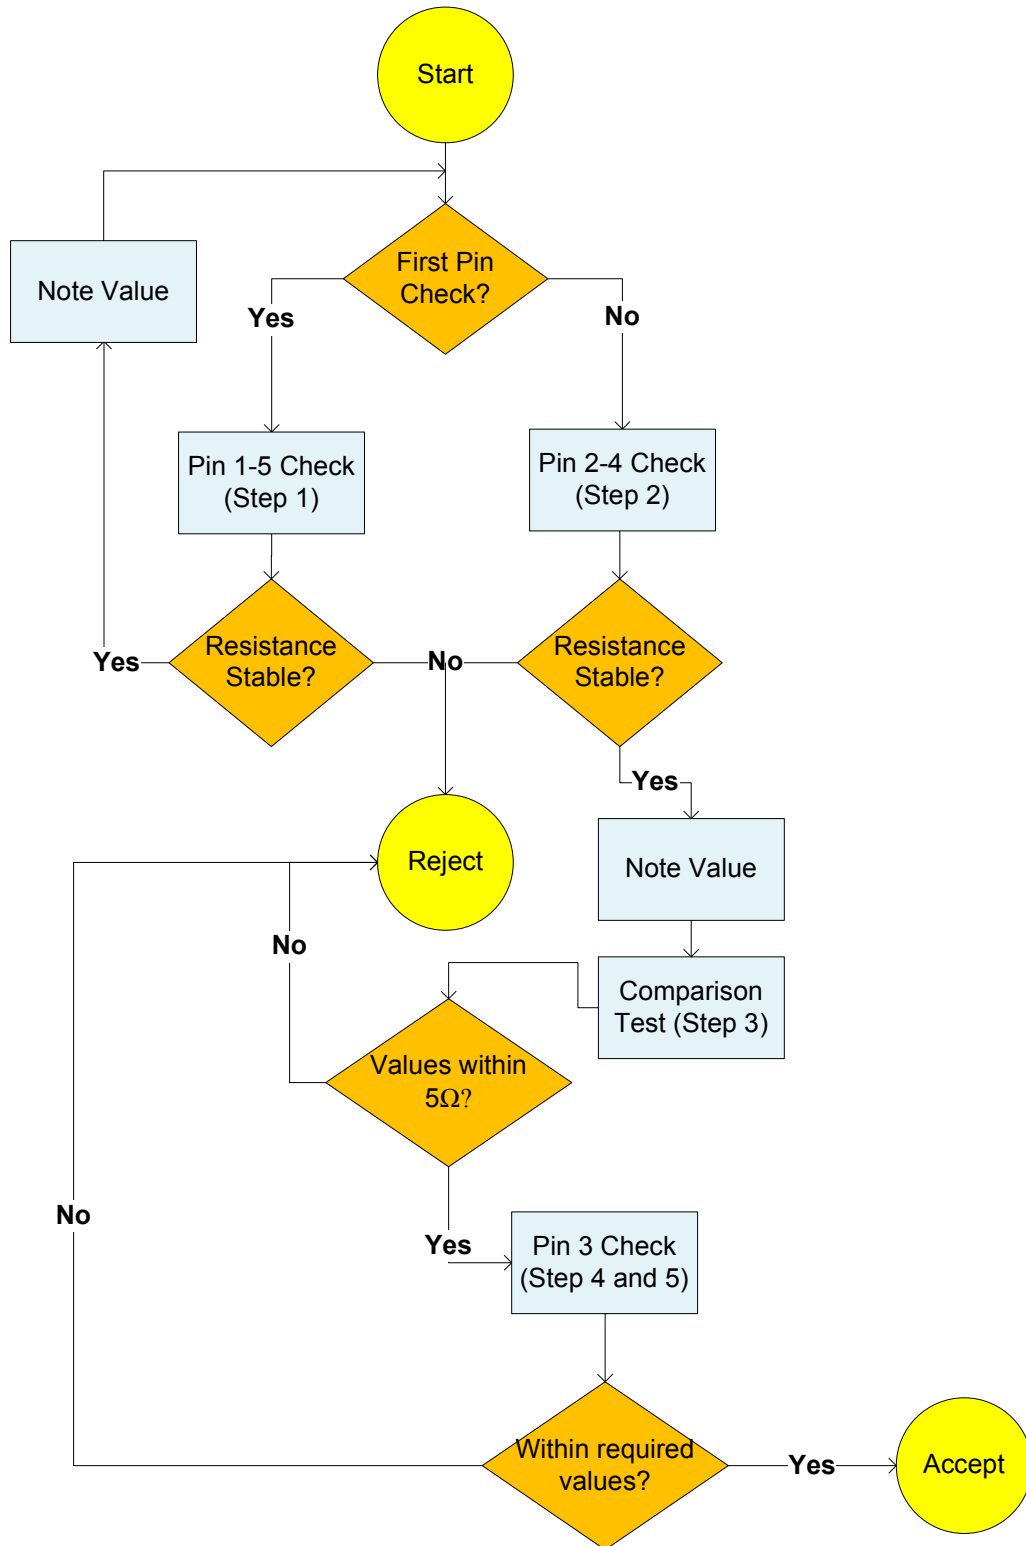 Start
Note Value
First Pin
Check?
Yes
No
Pin 1-5 Check
(Step 1)
Pin 2-4 Check
(Step 2)
Resistance
Stable?
Resistance
Stable?
Yes
No
Yes
Reject
Note Value
No
Comparison
Test (Step 3)
Values within
5Ω?
No
Yes
Pin 3 Check
(Step 4 and 5)
Within required
values?
Yes
Accept